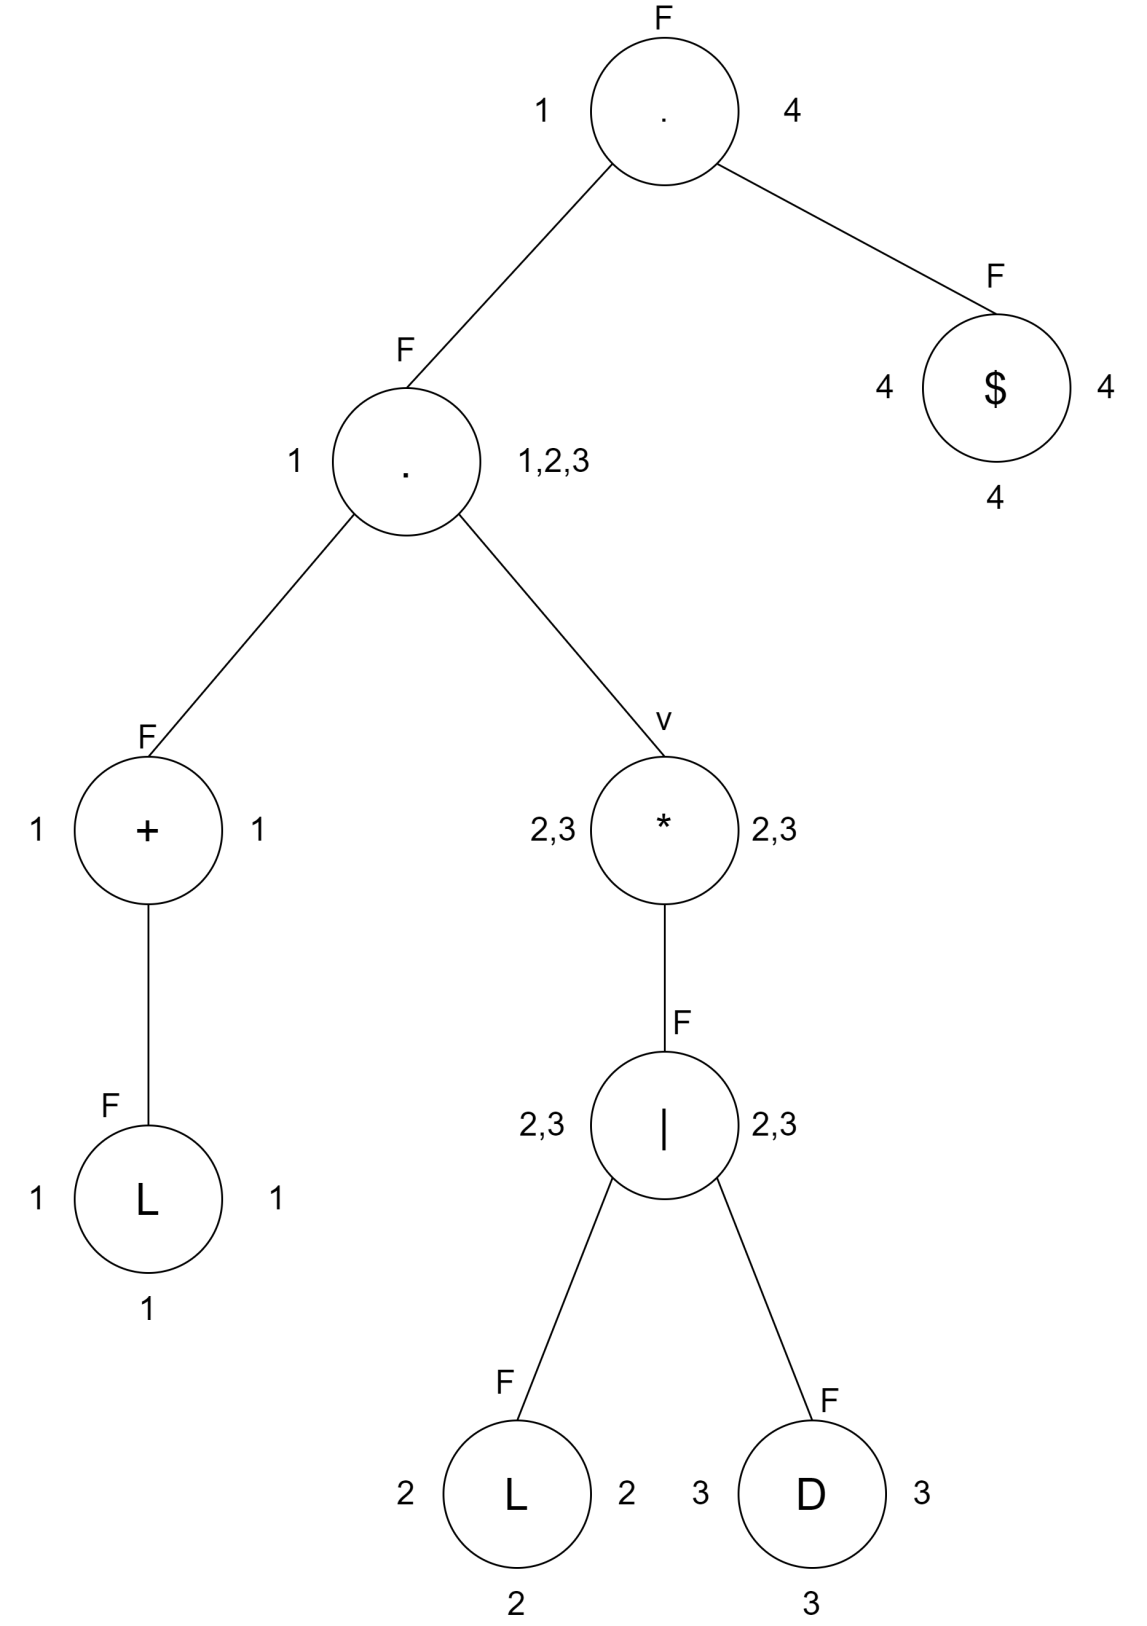 F
1 . 4
F
4 $ 4
4
F
1 . 1,2,3
F
1 + 1
v
2,3 * 2,3
F
2,3 | 2,3
F
1 L 1
1
F
2 L 2
2
F
3 D 3
3